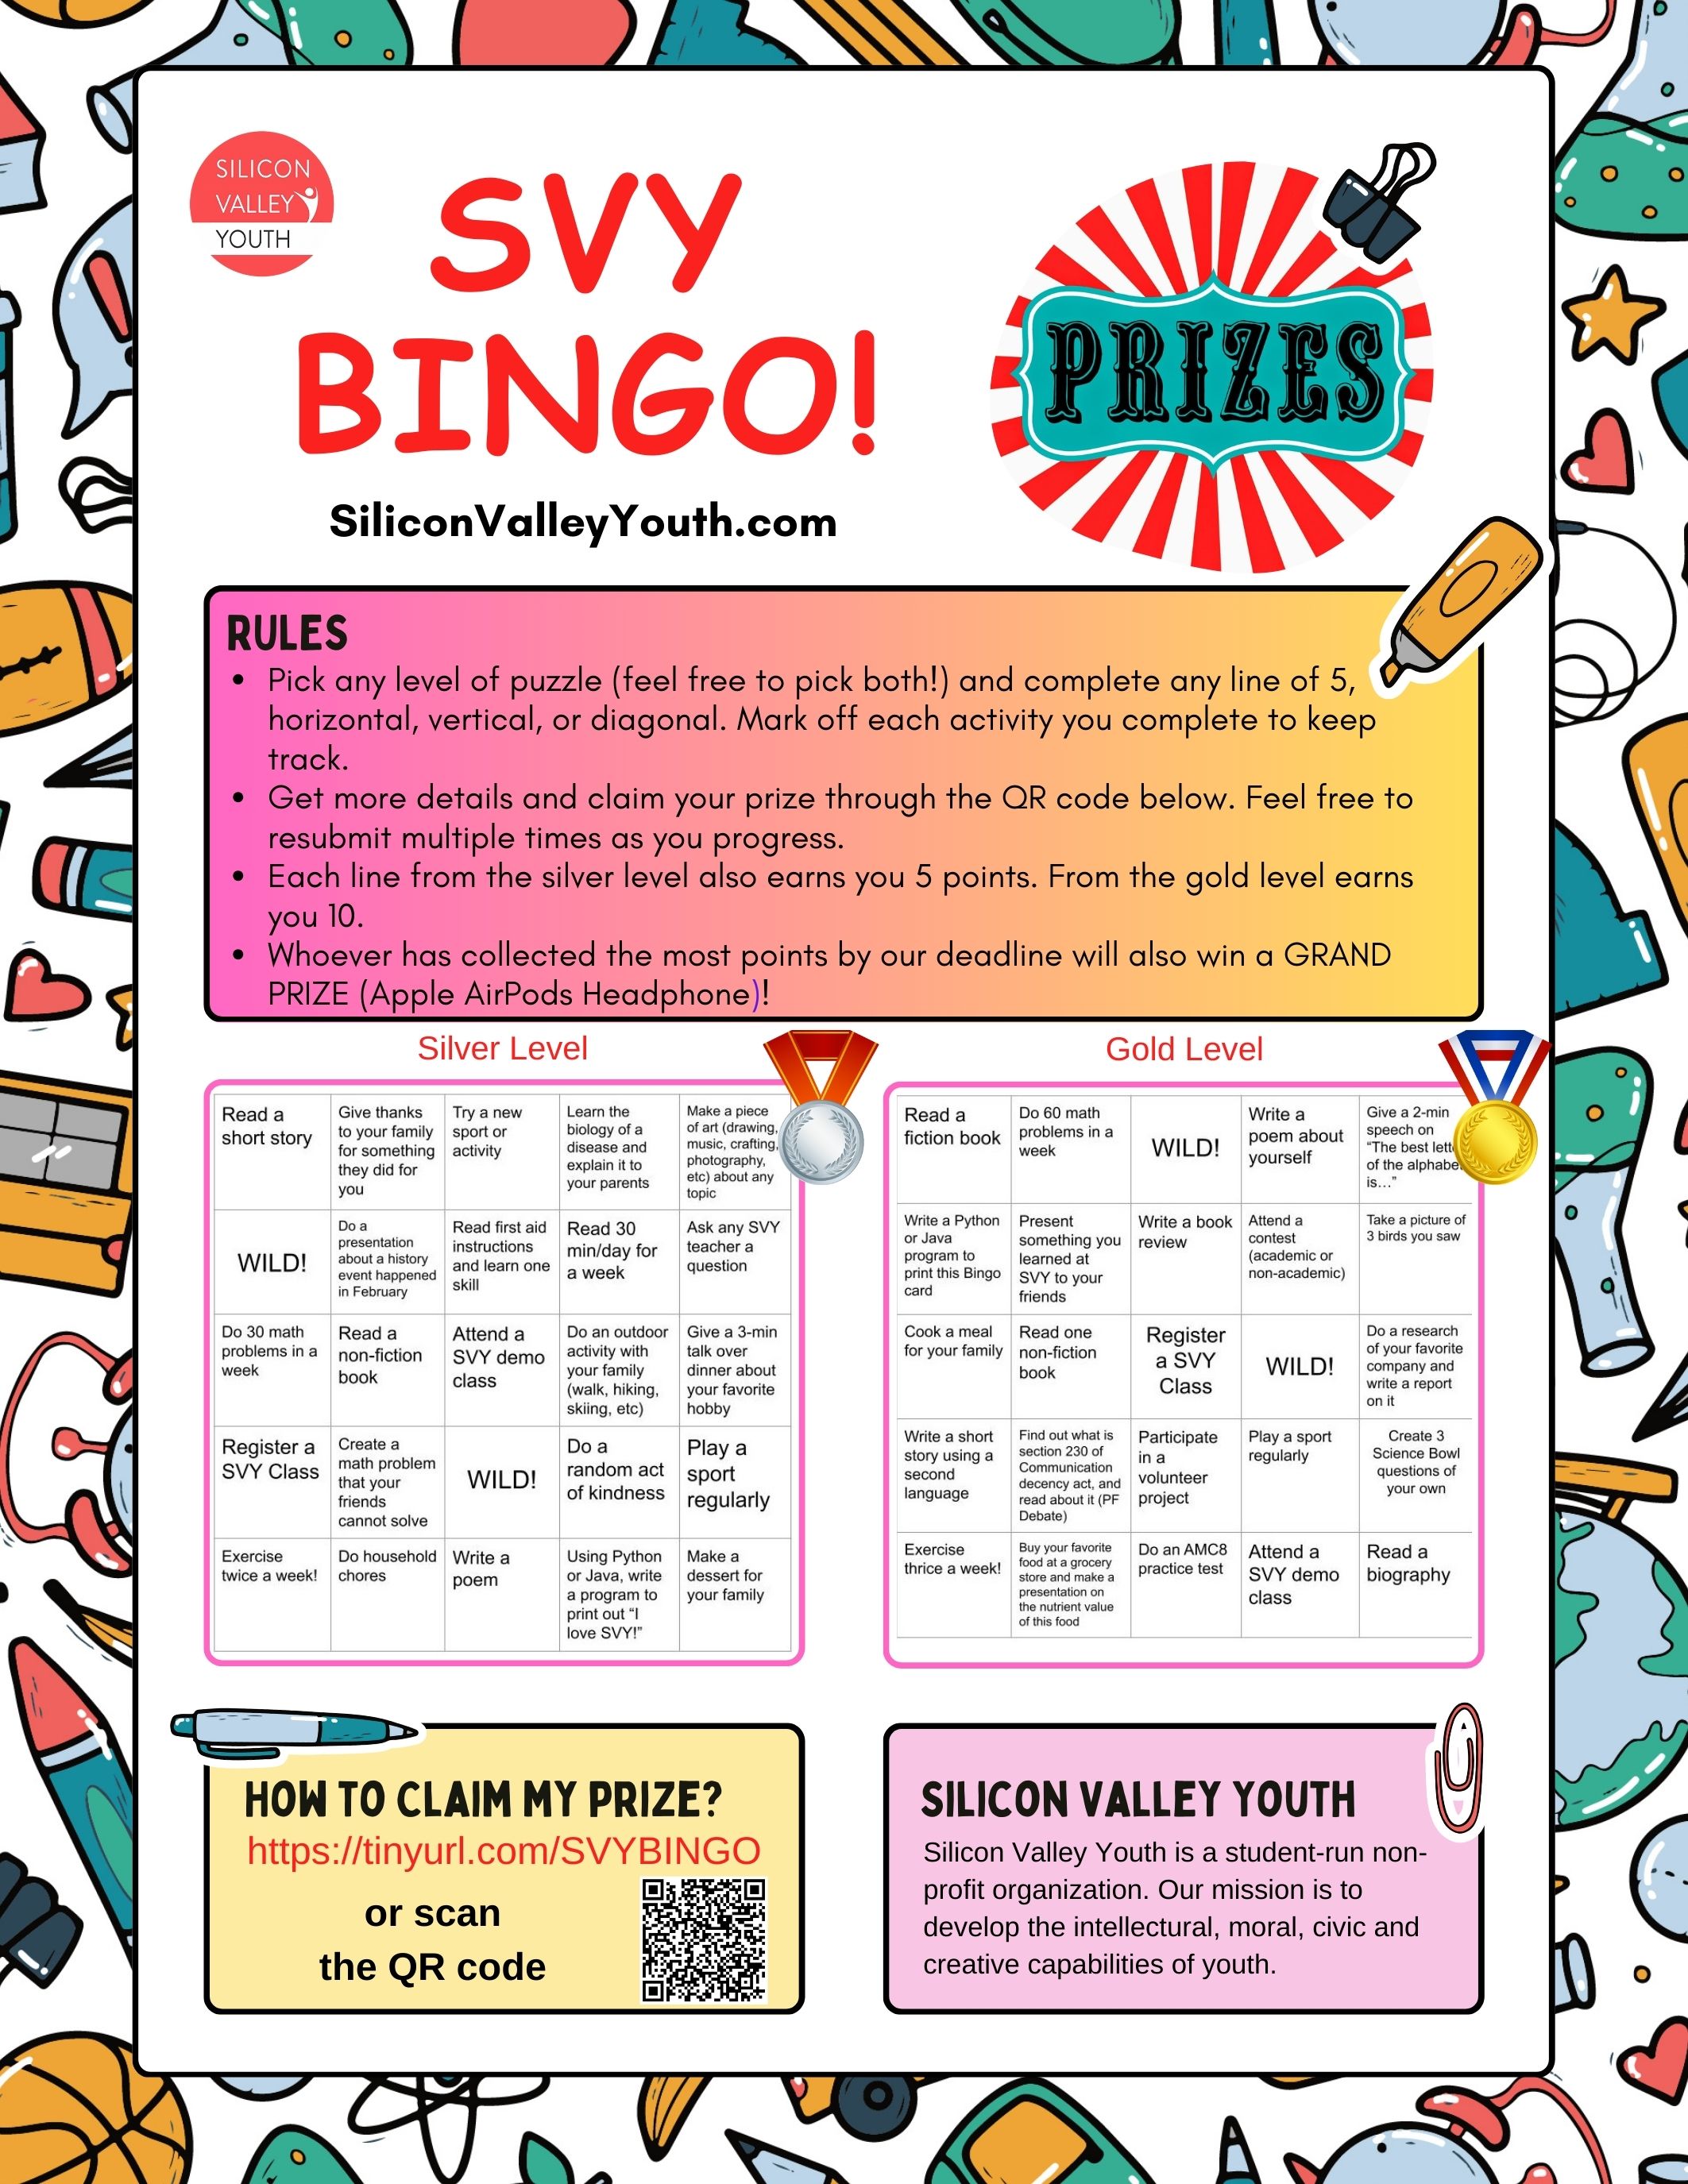 SILICON
VALLEY
YOUTH
SVY
BINGO!
SiliconValleyYouth.com
PRIZES
RULES
• Pick any level of puzzle (feel free to pick both!) and complete any line of 5,
horizontal, vertical, or diagonal. Mark off each activity you complete to keep
track.
• Get more details and claim your prize through the QR code below. Feel free to
resubmit multiple times as you progress.
• Each line from the silver level also earns you 5 points. From the gold level earns
you 10.
• Whoever has collected the most points by our deadline will also win a GRAND
PRIZE (Apple AirPods Headphone)!
Silver Level
Read a
short story
Give thanks
to your family
for something
they did for
you
Try a new
sport or
activity
Learn the
biology of a
disease and
explain it to
your parents
Make a piece
of art (drawing,
music, crafting,
photography,
etc) about any
topic
WILD!
Do a
presentation
about a history
event happened
in February
Read first aid
instructions
and learn one
skill
Read 30
min/day for
a week
Ask any SVY
teacher a
question
Do 30 math
problems in a
week
Read a
non-fiction
book
Attend a
SVY demo
class
Do an outdoor
activity with
your family
(walk, hiking,
skiing, etc)
Give a 3-min
talk over
dinner about
your favorite
hobby
Register a
SVY Class
Create a
math problem
that your
friends
cannot solve
WILD!
Do a
random act
of kindness
Play a
sport
regularly
Exercise
twice a week!
Do household
chores
Write a
poem
Using Python
or Java, write
a program to
print out “I
love SVY!”
Make a
dessert for
your family
Gold Level
Read a
fiction book
Do 60 math
problems in a
week
WILD!
Write a
poem about
yourself
Give a 2-min
speech on
“The best lett
of the alphabe
is…”
Write a Python
or Java
program to
print this Bingo
card
Present
something you
learned at
SVY to your
friends
Write a book
review
Attend a
contest
(academic or
non-academic)
Take a picture of
3 birds you saw
Cook a meal
for your family
Read one
non-fiction
book
Register
a SVY
Class
WILD!
Do a research
of your favorite
company and
write a report
on it
Write a short
story using a
second
language
Find out what is
section 230 of
Communication
decency act, and
read about it (PF
Debate)
Participate
in a
volunteer
project
Play a sport
regularly
Create 3
Science Bowl
questions of
your own
Exercise
thrice a week!
Buy your favorite
food at a grocery
store and make a
presentation on
the nutrient value
of this food
Do an AMC8
practice test
Attend a
SVY demo
class
Read a
biography
HOW TO CLAIM MY PRIZE?
https://tinyurl.com/SVYBINGO
or scan
the QR code
SILICON VALLEY YOUTH
Silicon Valley Youth is a student-run non-
profit organization. Our mission is to
develop the intellectural, moral, civic and
creative capabilities of youth.